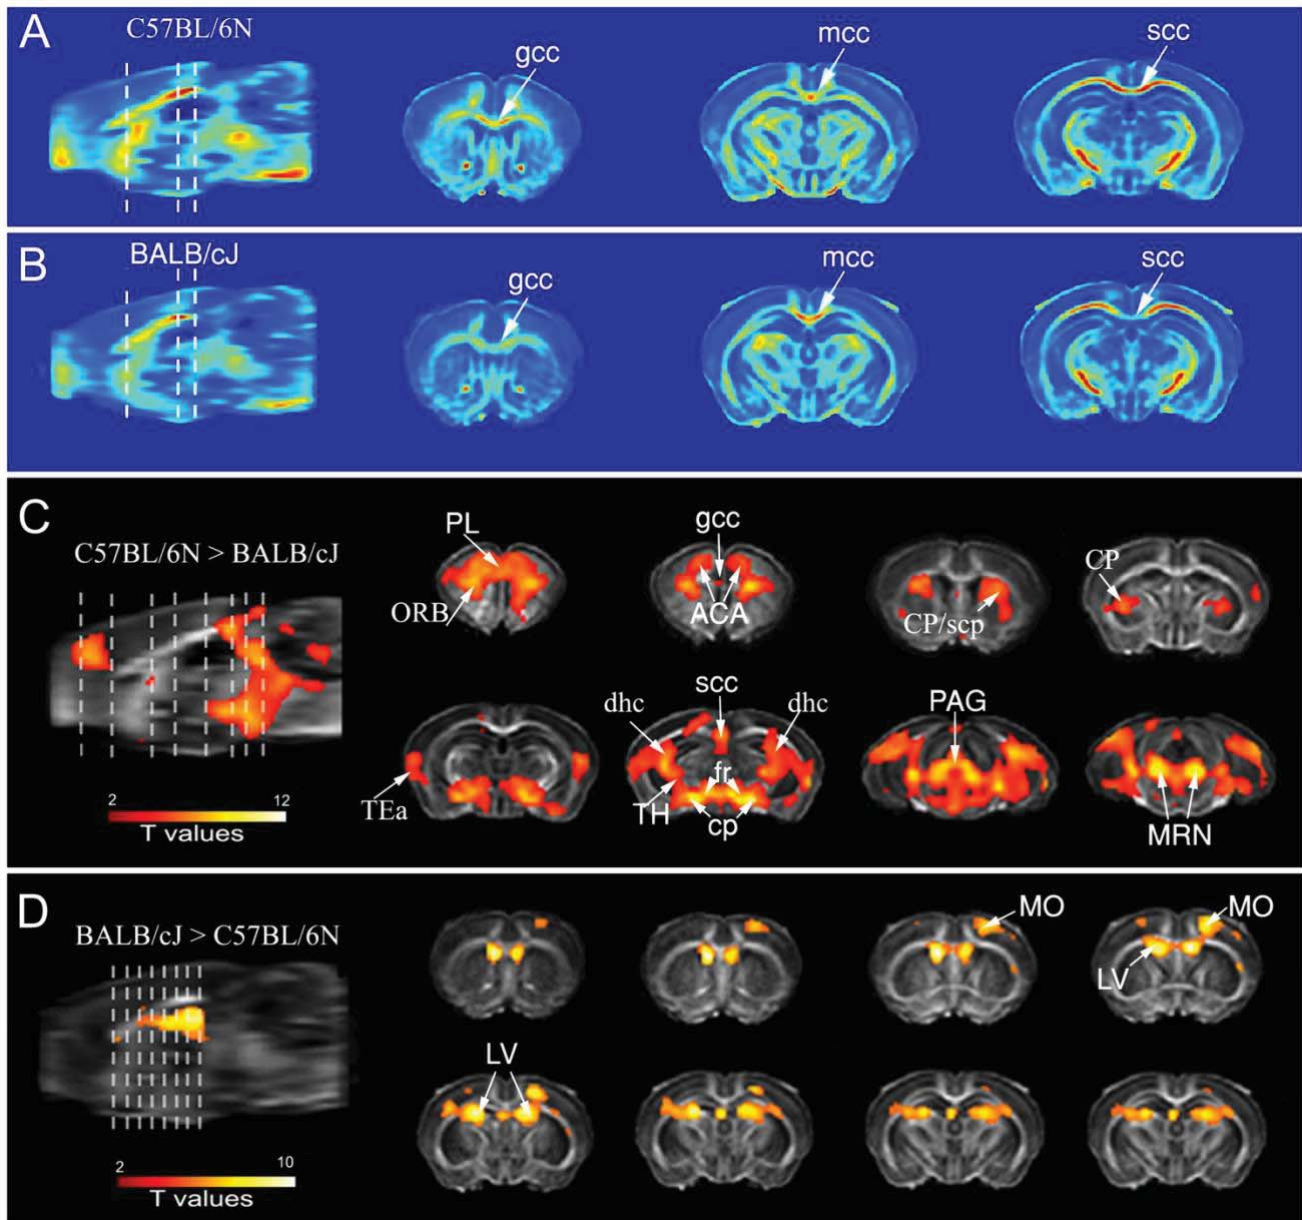 A
C57BL/6N
gcc
mcc
scc
B
BALB/cJ
gcc
mcc
scc
C
C57BL/6N > BALB/cJ
PL
ORB
gcc
ACA
CP/scp
CP
2
12
T values
TEa
dhc
scc
dhc
fr
TH
cp
PAG
MRN
D
BALB/cJ > C57BL/6N
MO
MO
LV
LV
2
10
T values